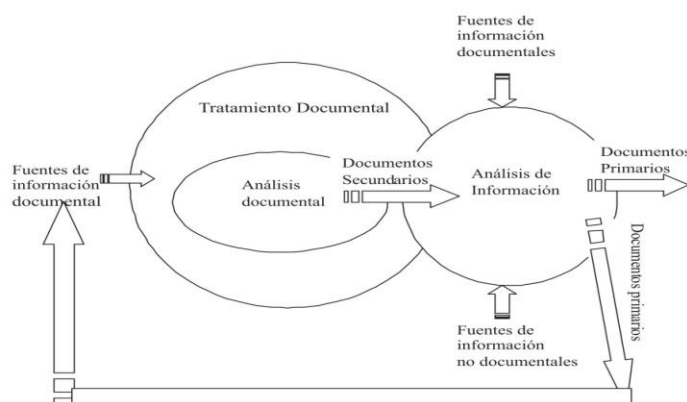 Fuentes de
información
documentales
Tratamiento Documental
Fuentes de
información
documental
Análisis
documental
Documentos
Secundarios
Análisis de
Información
Documentos
Primarios
Documentos primarios
Fuentes de
información
no documentales